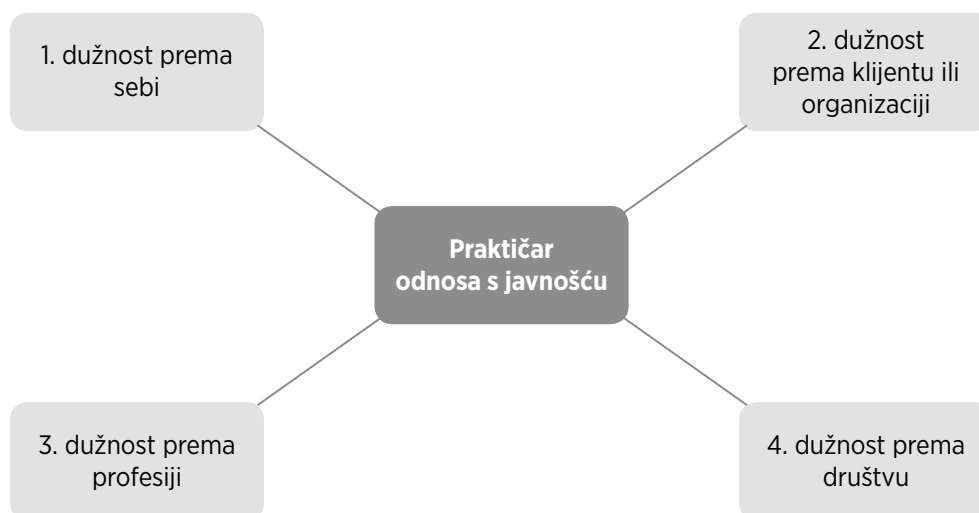 1. dužnost prema
sebi
2. dužnost
prema klijentu ili
organizaciji
Praktičar
odnosa s javnošću
3. dužnost prema
profesiji
4. dužnost prema
društvu